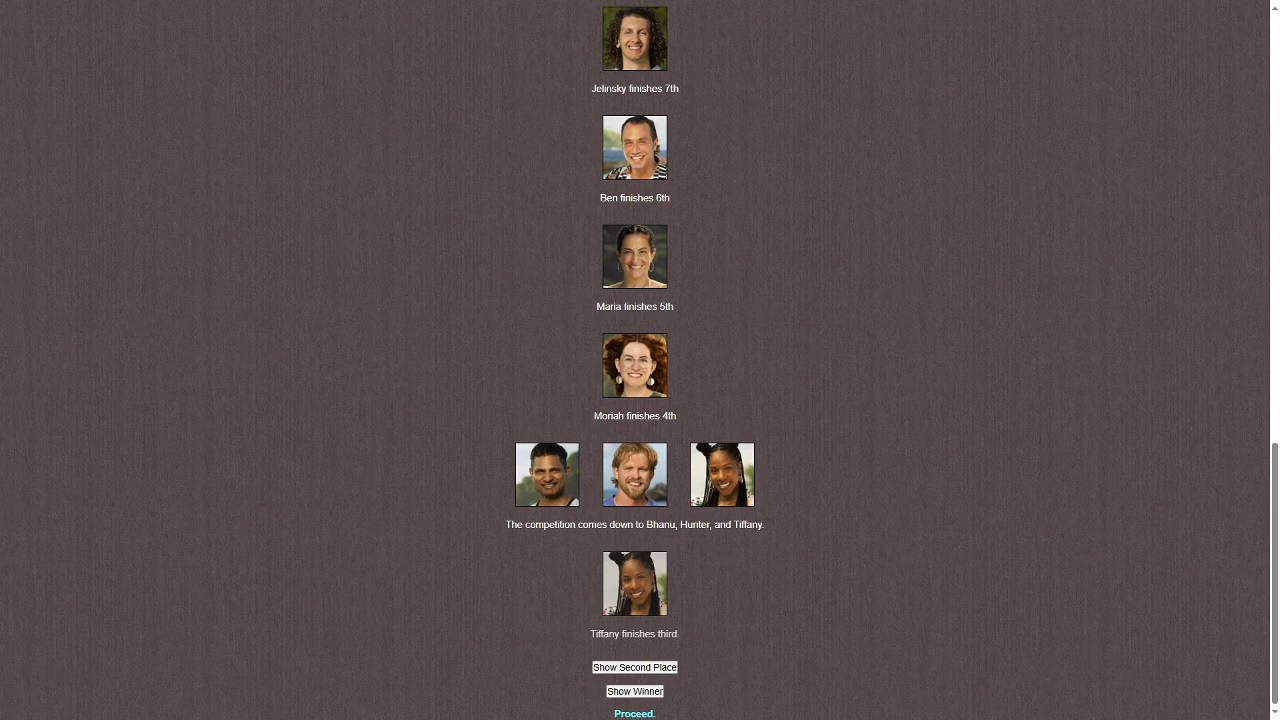 Jelinsky finishes 7th
Ben finishes 6th
Maria finishes 5th
Moriah finishes 4th
The competition comes down to Bhanu, Hunter, and Tiffany.
Tiffany finishes third.
Show Second Place
Show Winner
Proceed.